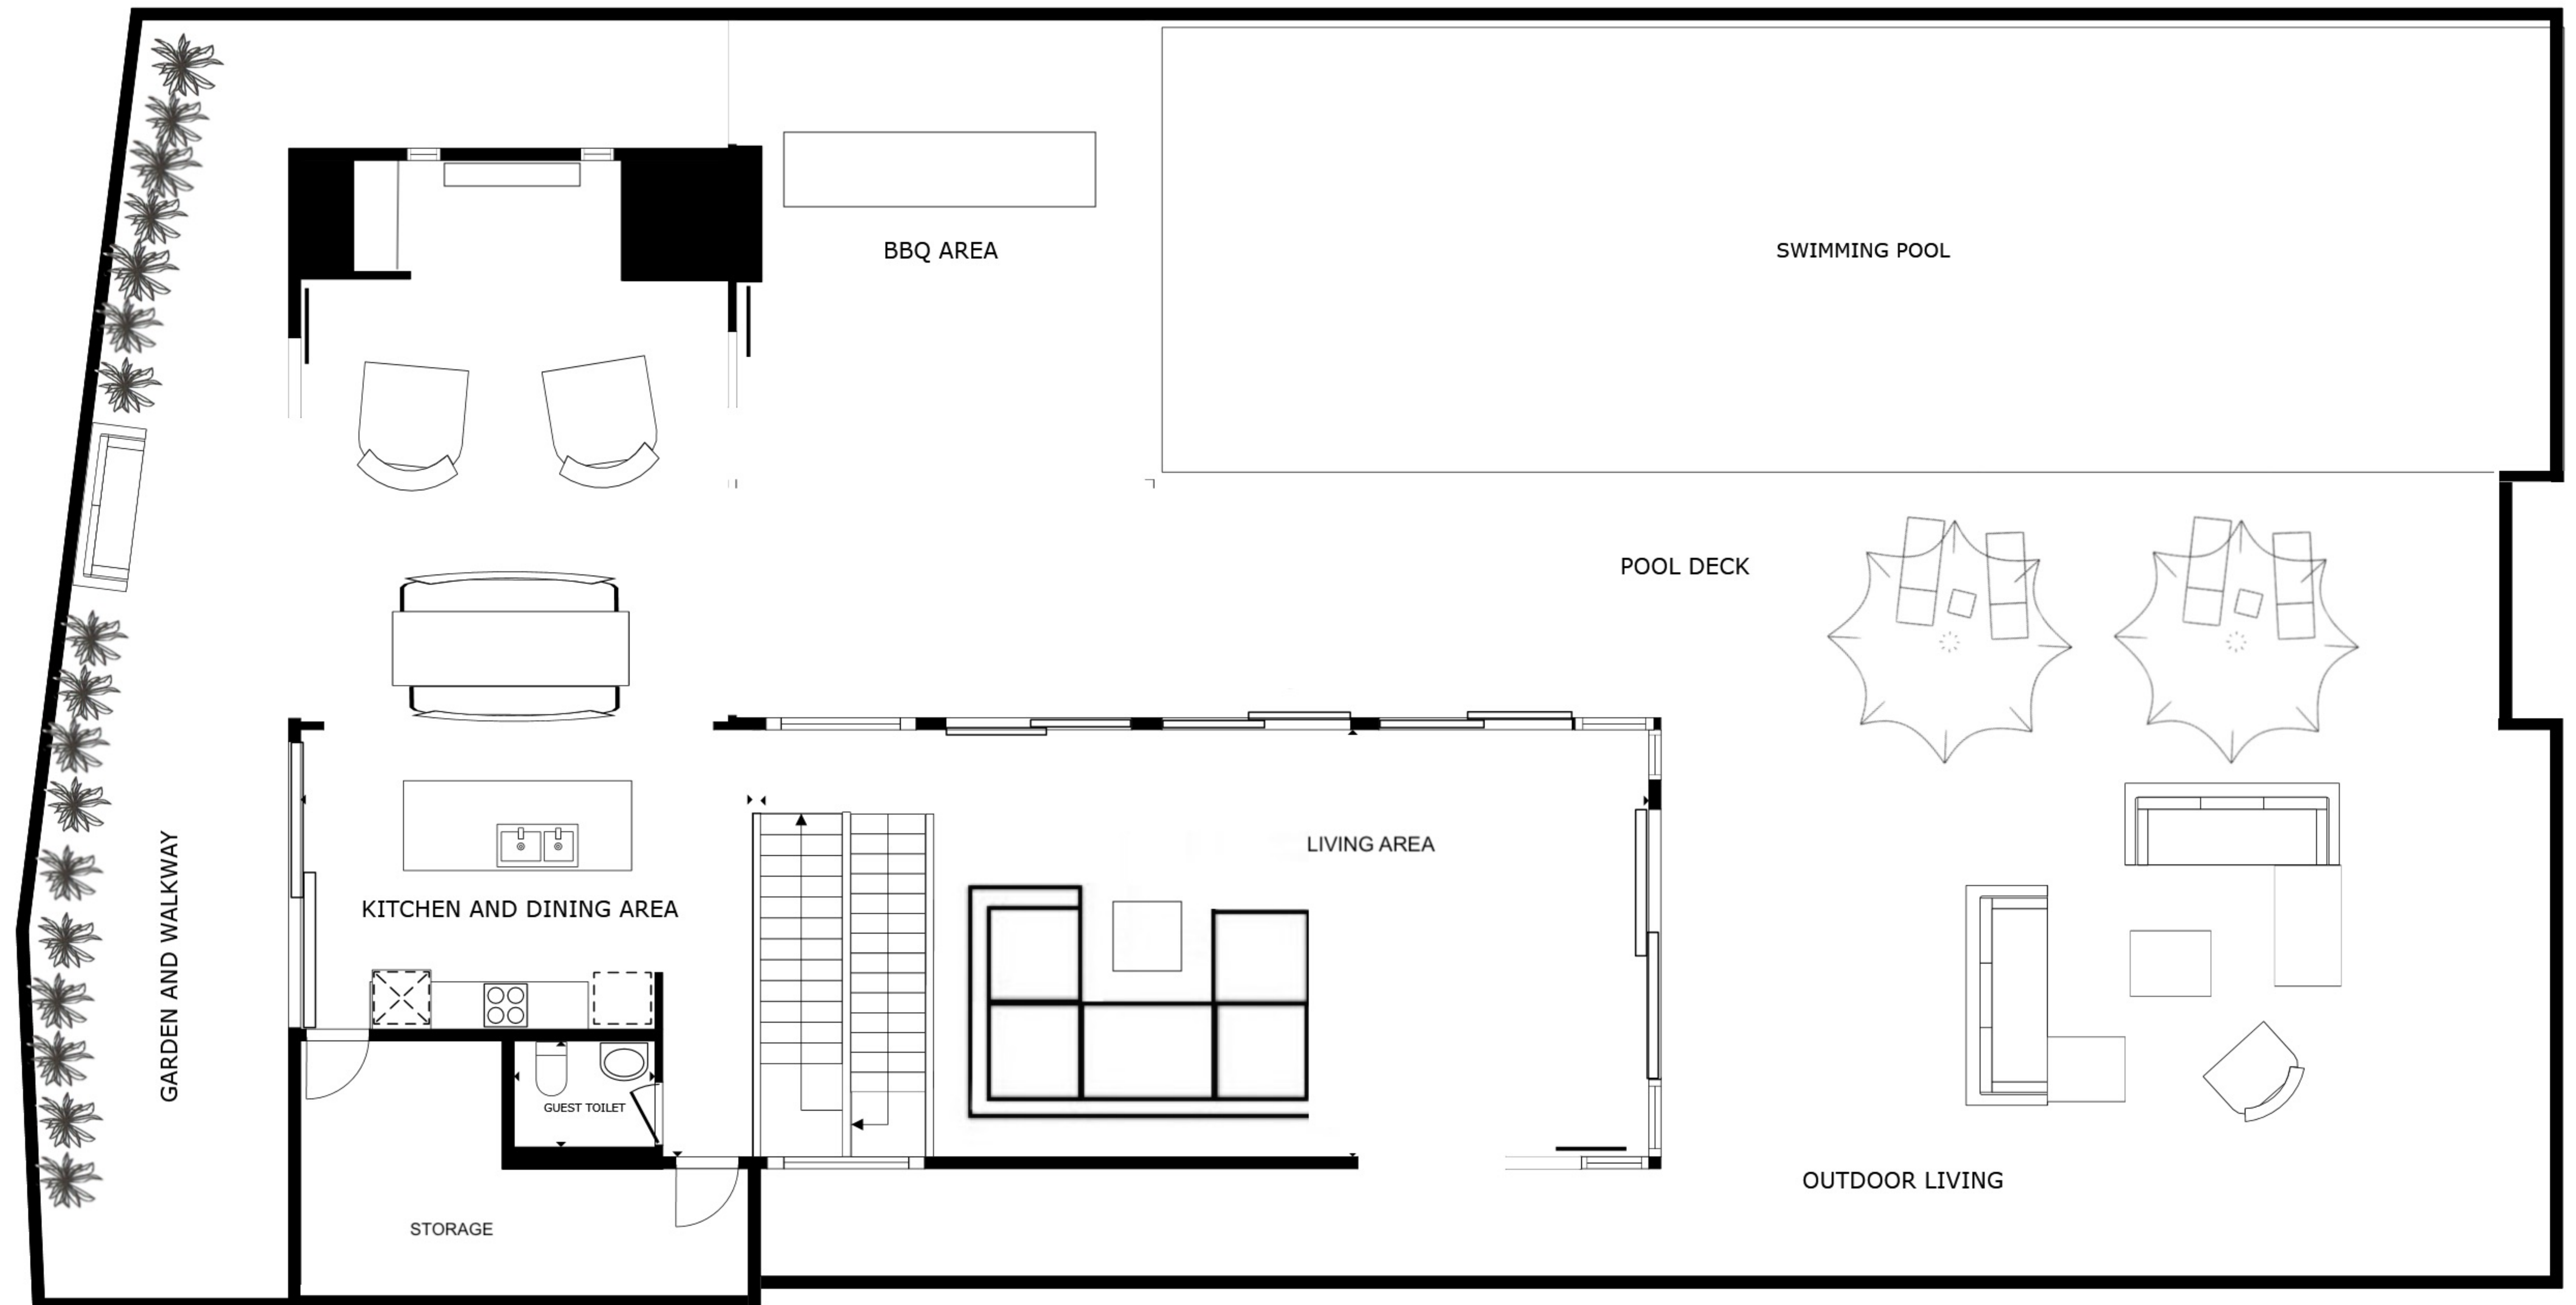 BBQ AREA
SWIMMING POOL
POOL DECK
LIVING AREA
KITCHEN AND DINING AREA
GARDEN AND WALKWAY
GUEST TOILET
OUTDOOR LIVING
STORAGE